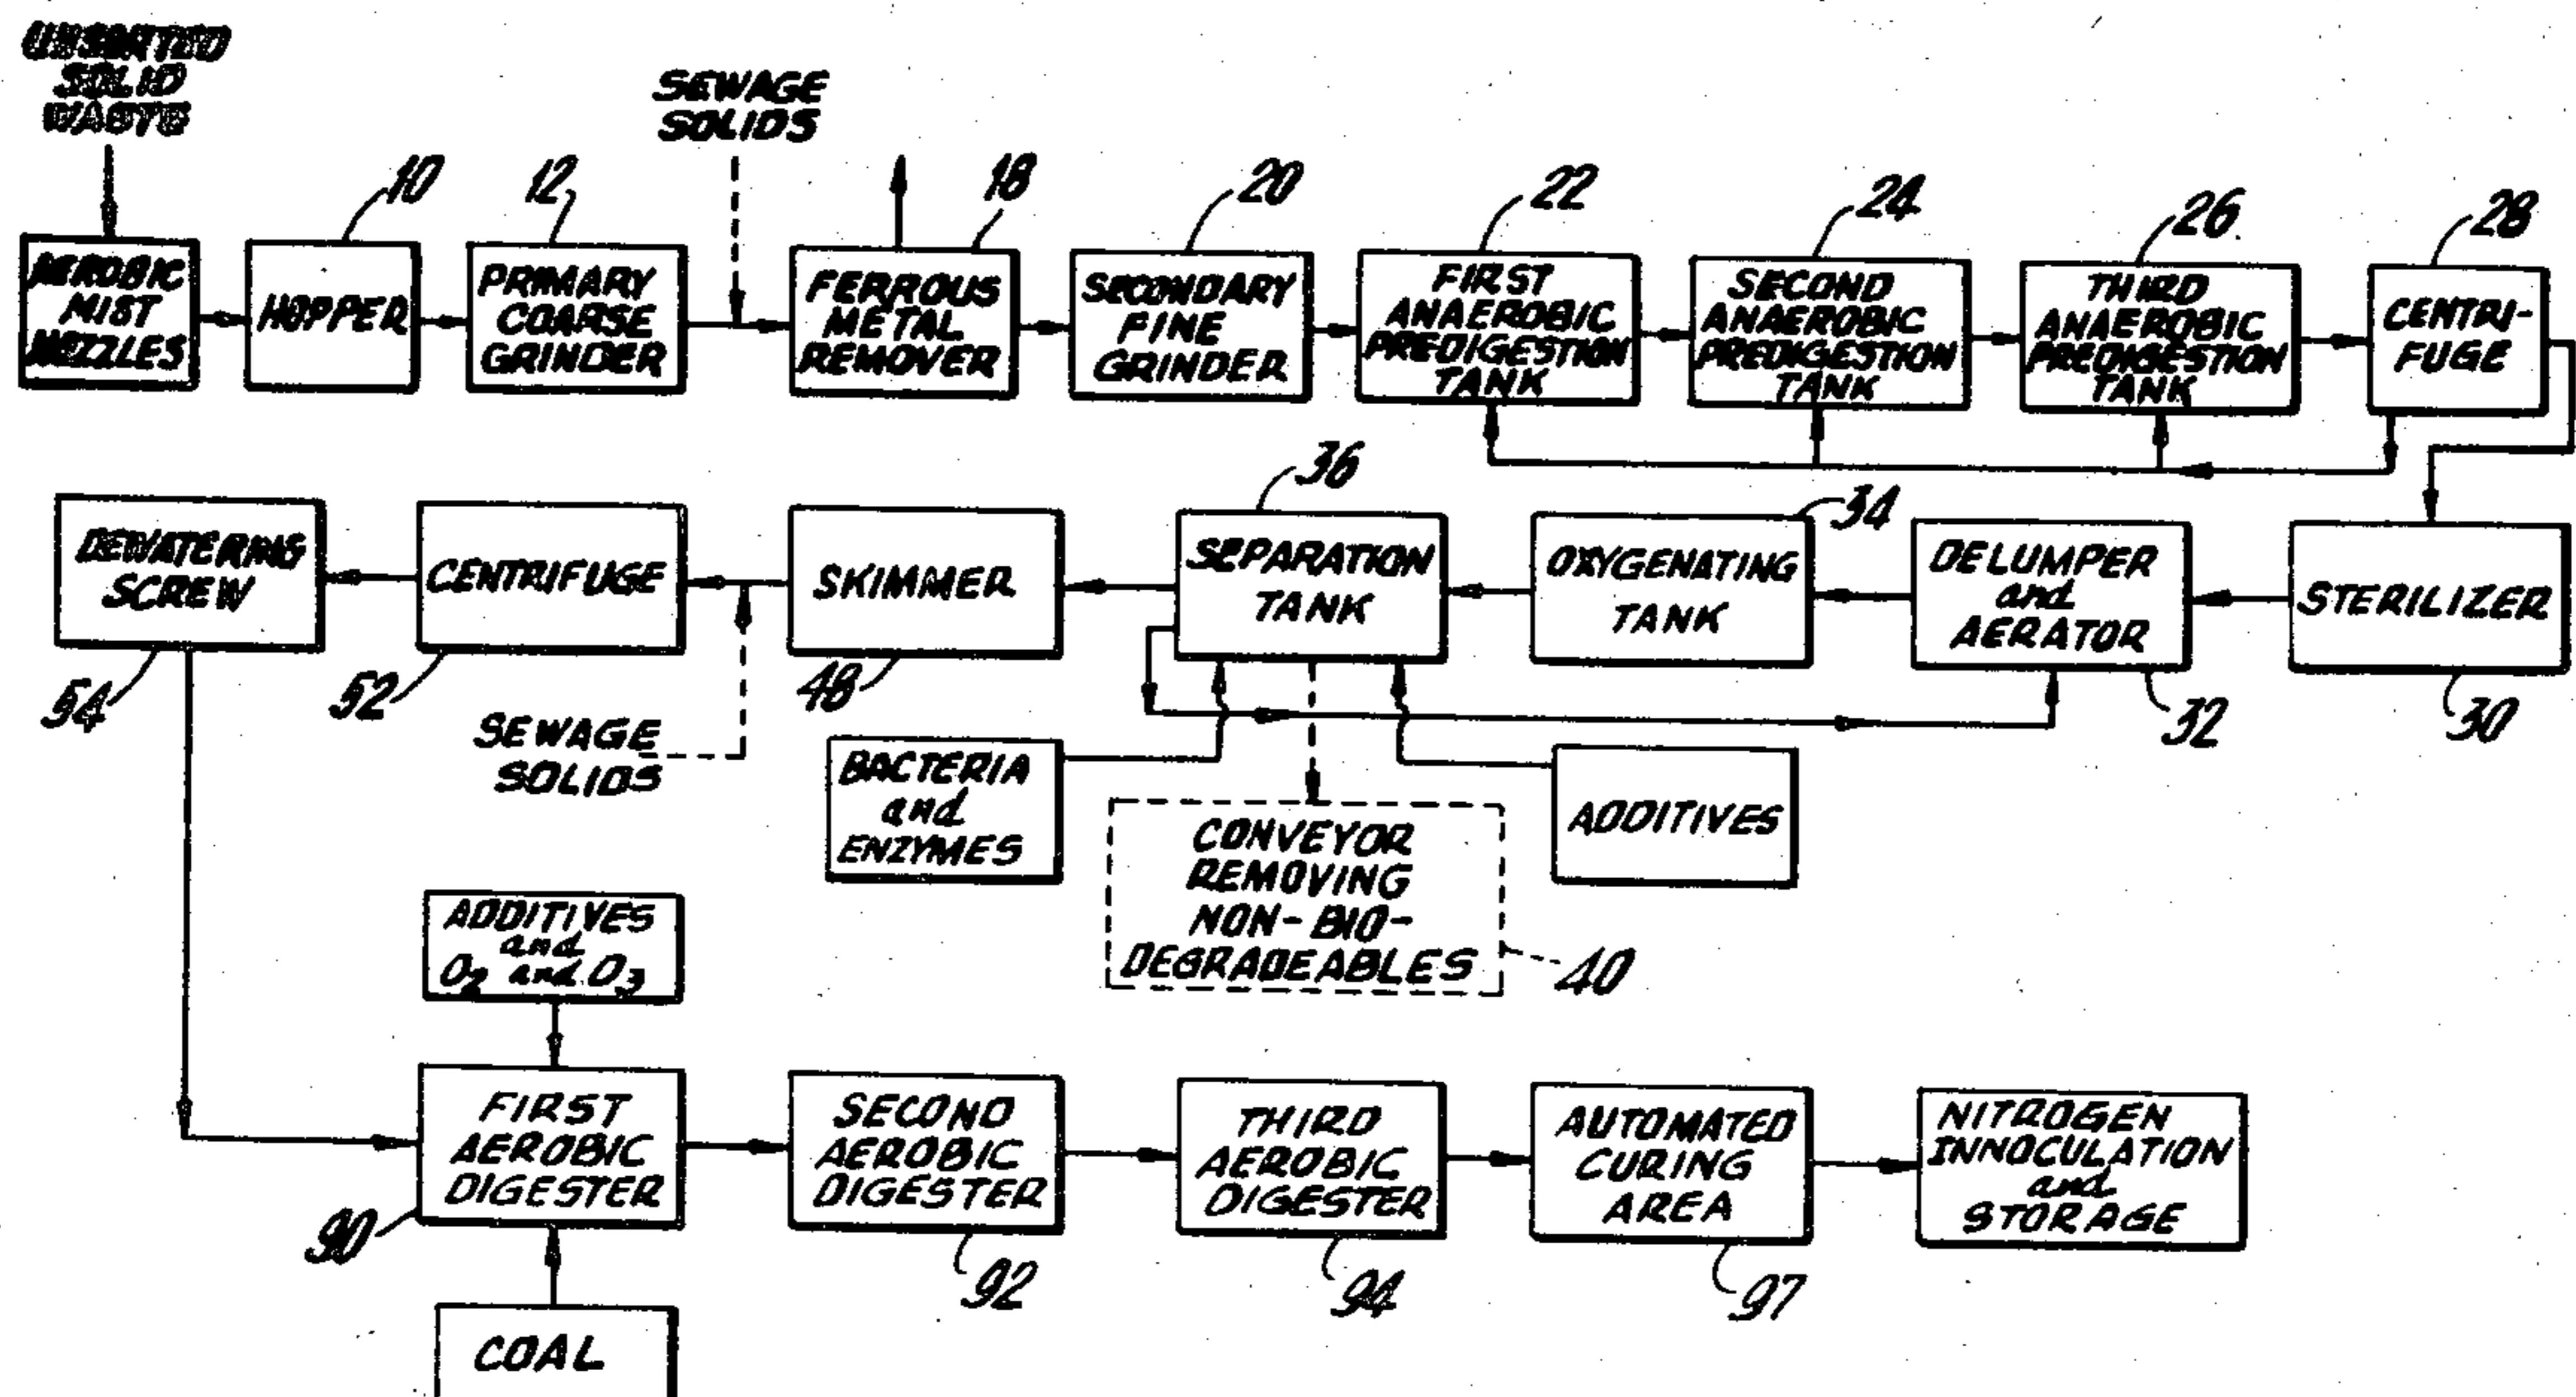 UNSORTED
SOLID
WASTE
SEWAGE
SOLIDS
10
12
18
20
22
24
26
28
AEROBIC
MIST
NOZZLES
HOPPER
PRIMARY
COARSE
GRINDER
FERROUS
METAL
REMOVER
SECONDARY
FINE
GRINDER
FIRST
ANAEROBIC
PREDIGESTION
TANK
SECOND
ANAEROBIC
PREDIGESTION
TANK
THIRD
ANAEROBIC
PREDIGESTION
TANK
CENTRI-
FUGE
36
34
DEWATERING
SCREW
CENTRIFUGE
SKIMMER
SEPARATION
TANK
OXYGENATING
TANK
DELUMPER
and
AERATOR
STERILIZER
54
52
48
32
30
SEWAGE
SOLIDS
BACTERIA
and
ENZYMES
CONVEYOR
REMOVING
NON-BIO-
DEGRADEABLES
40
ADDITIVES
ADDITIVES
and
O2 and O3
FIRST
AEROBIC
DIGESTER
SECOND
AEROBIC
DIGESTER
THIRD
AEROBIC
DIGESTER
AUTOMATED
CURING
AREA
NITROGEN
INNOCULATION
and
STORAGE
90
92
94
97
COAL